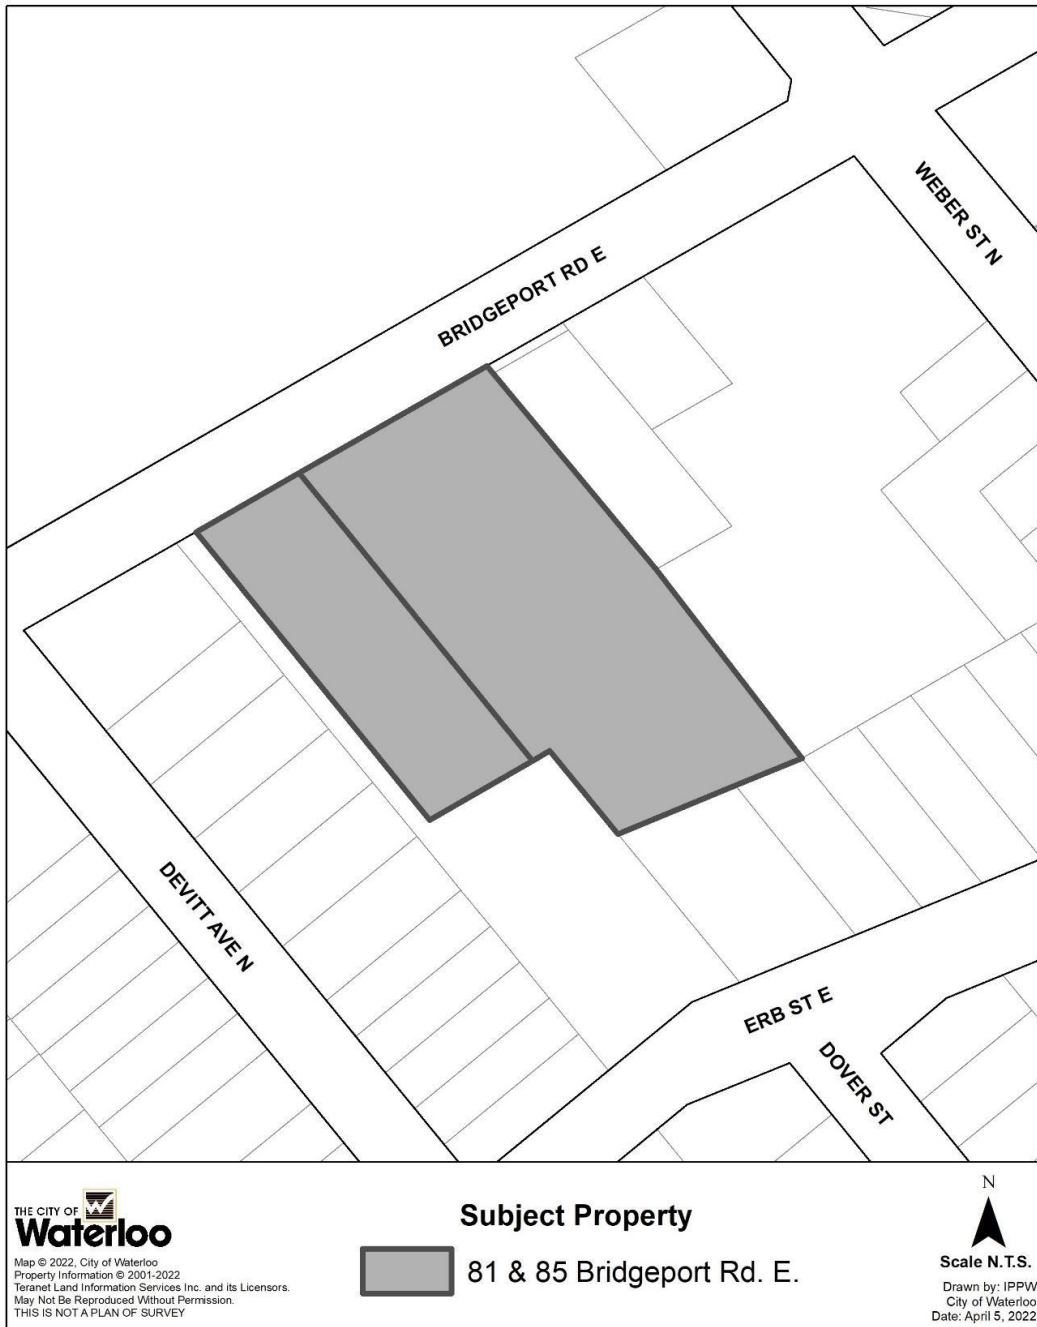 WEBER ST N
BRIDGEPORT RD E
DEVITT AVE N
ERB ST E
DOVER ST
THE CITY OF
Waterloo
Map © 2022, City of Waterloo
Property Information © 2001-2022
Teranet Land Information Services Inc. and its Licensors.
May Not Be Reproduced Without Permission.
THIS IS NOT A PLAN OF SURVEY
Subject Property
81 & 85 Bridgeport Rd. E.
N
Scale N.T.S.
Drawn by: IPPW
City of Waterloo
Date: April 5, 2022